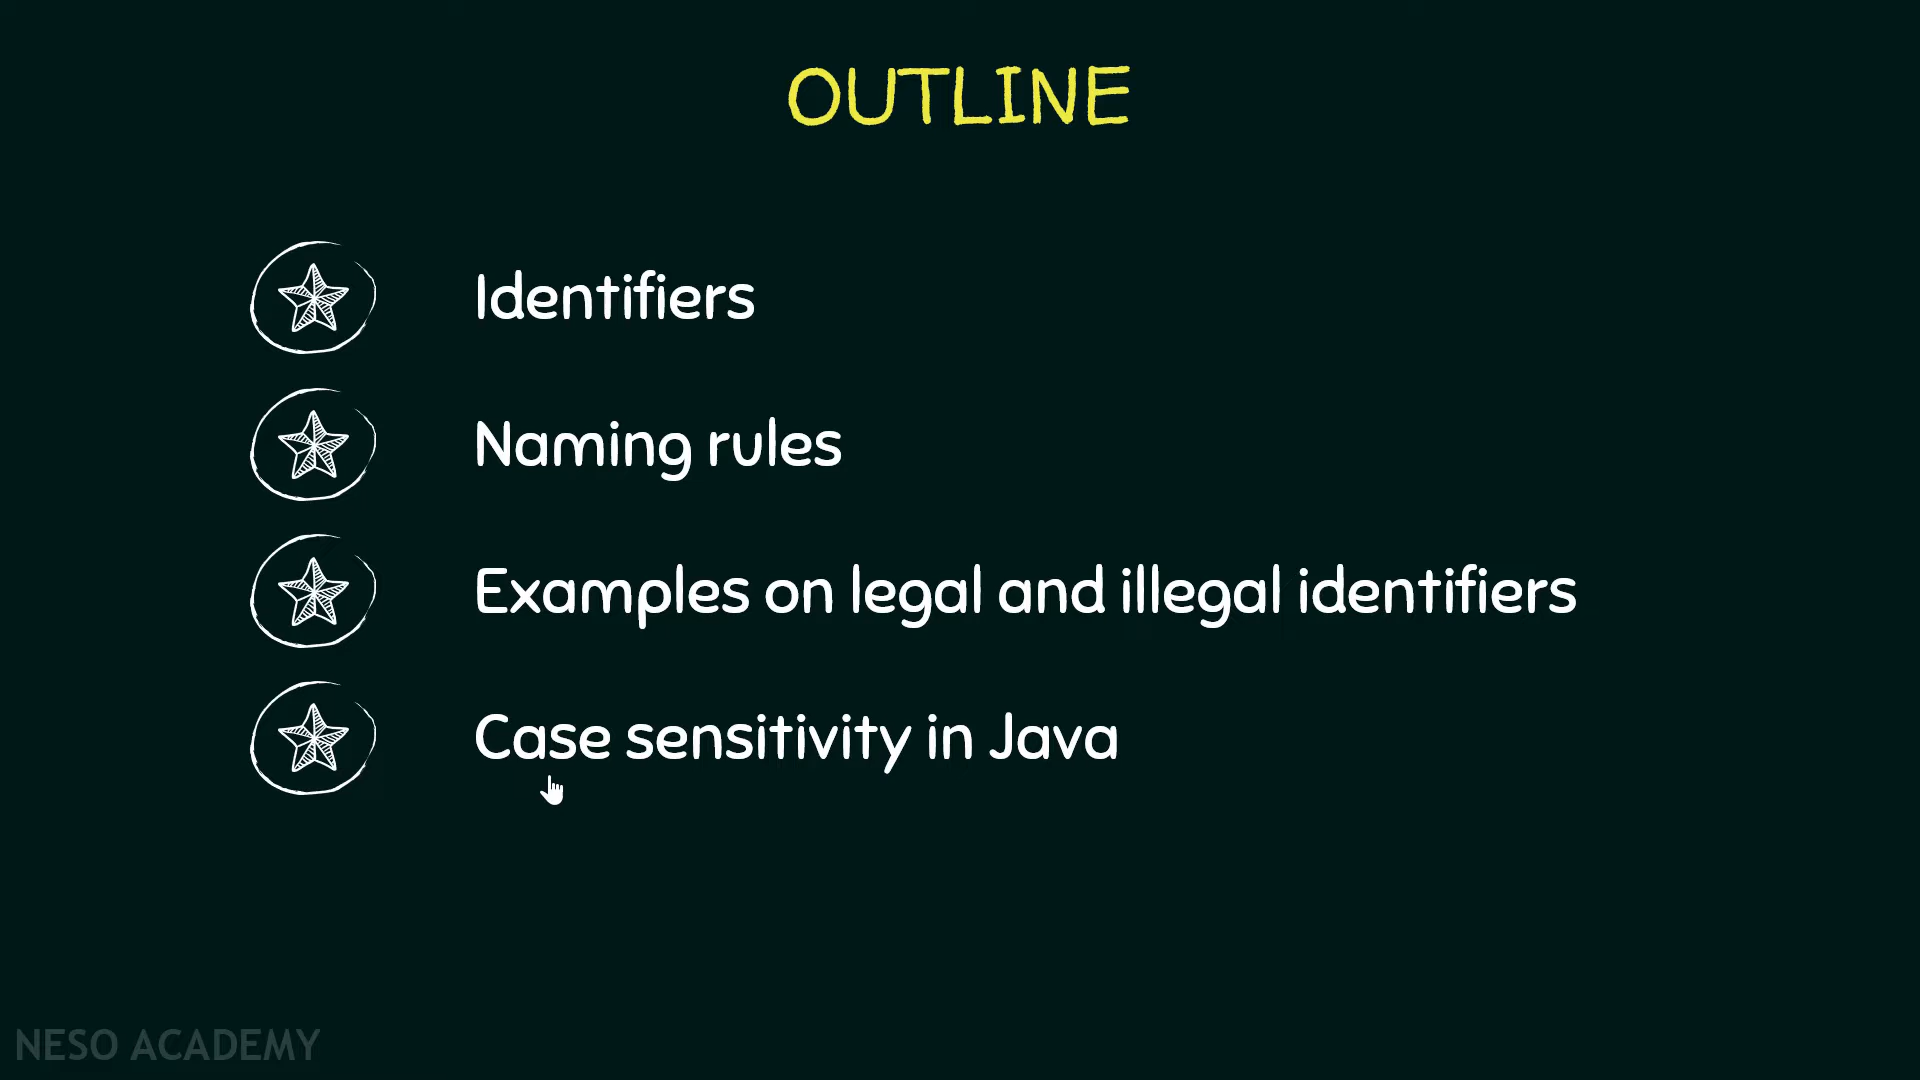 OUTLINE
Identifiers
Naming rules
Examples on legal and illegal identifiers
Case sensitivity in Java
NESO ACADEMY